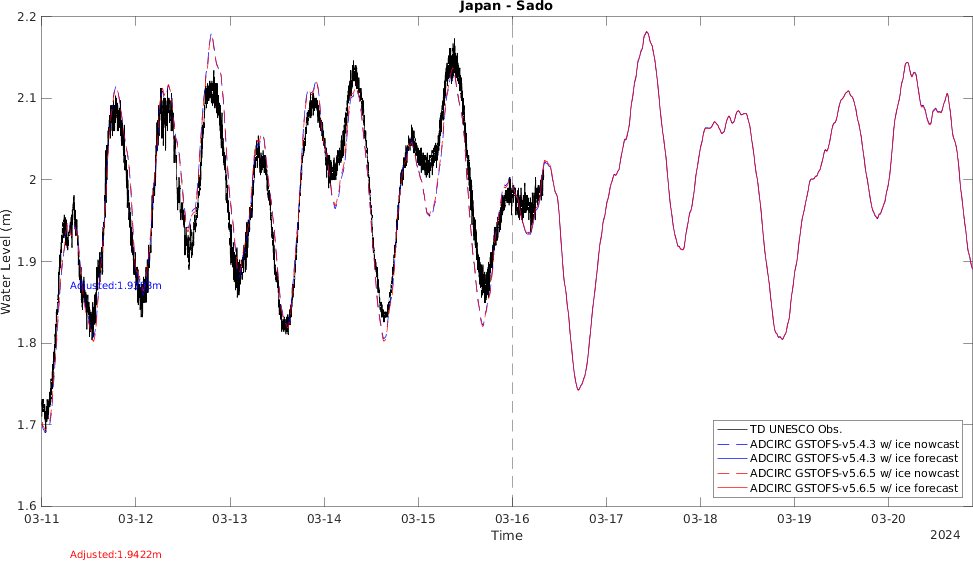 Japan - Sado
2.2
2.1
2
1.9
1.8
1.7
1.6
Water Level (m)
03-11
03-12
03-13
03-14
03-15
03-16
03-17
03-18
03-19
03-20
Time
2024
TD UNESCO Obs.
ADCIRC GSTOFS-v5.4.3 w/ ice nowcast
ADCIRC GSTOFS-v5.4.3 w/ ice forecast
ADCIRC GSTOFS-v5.6.5 w/ ice nowcast
ADCIRC GSTOFS-v5.6.5 w/ ice forecast
Adjusted:1.9422m